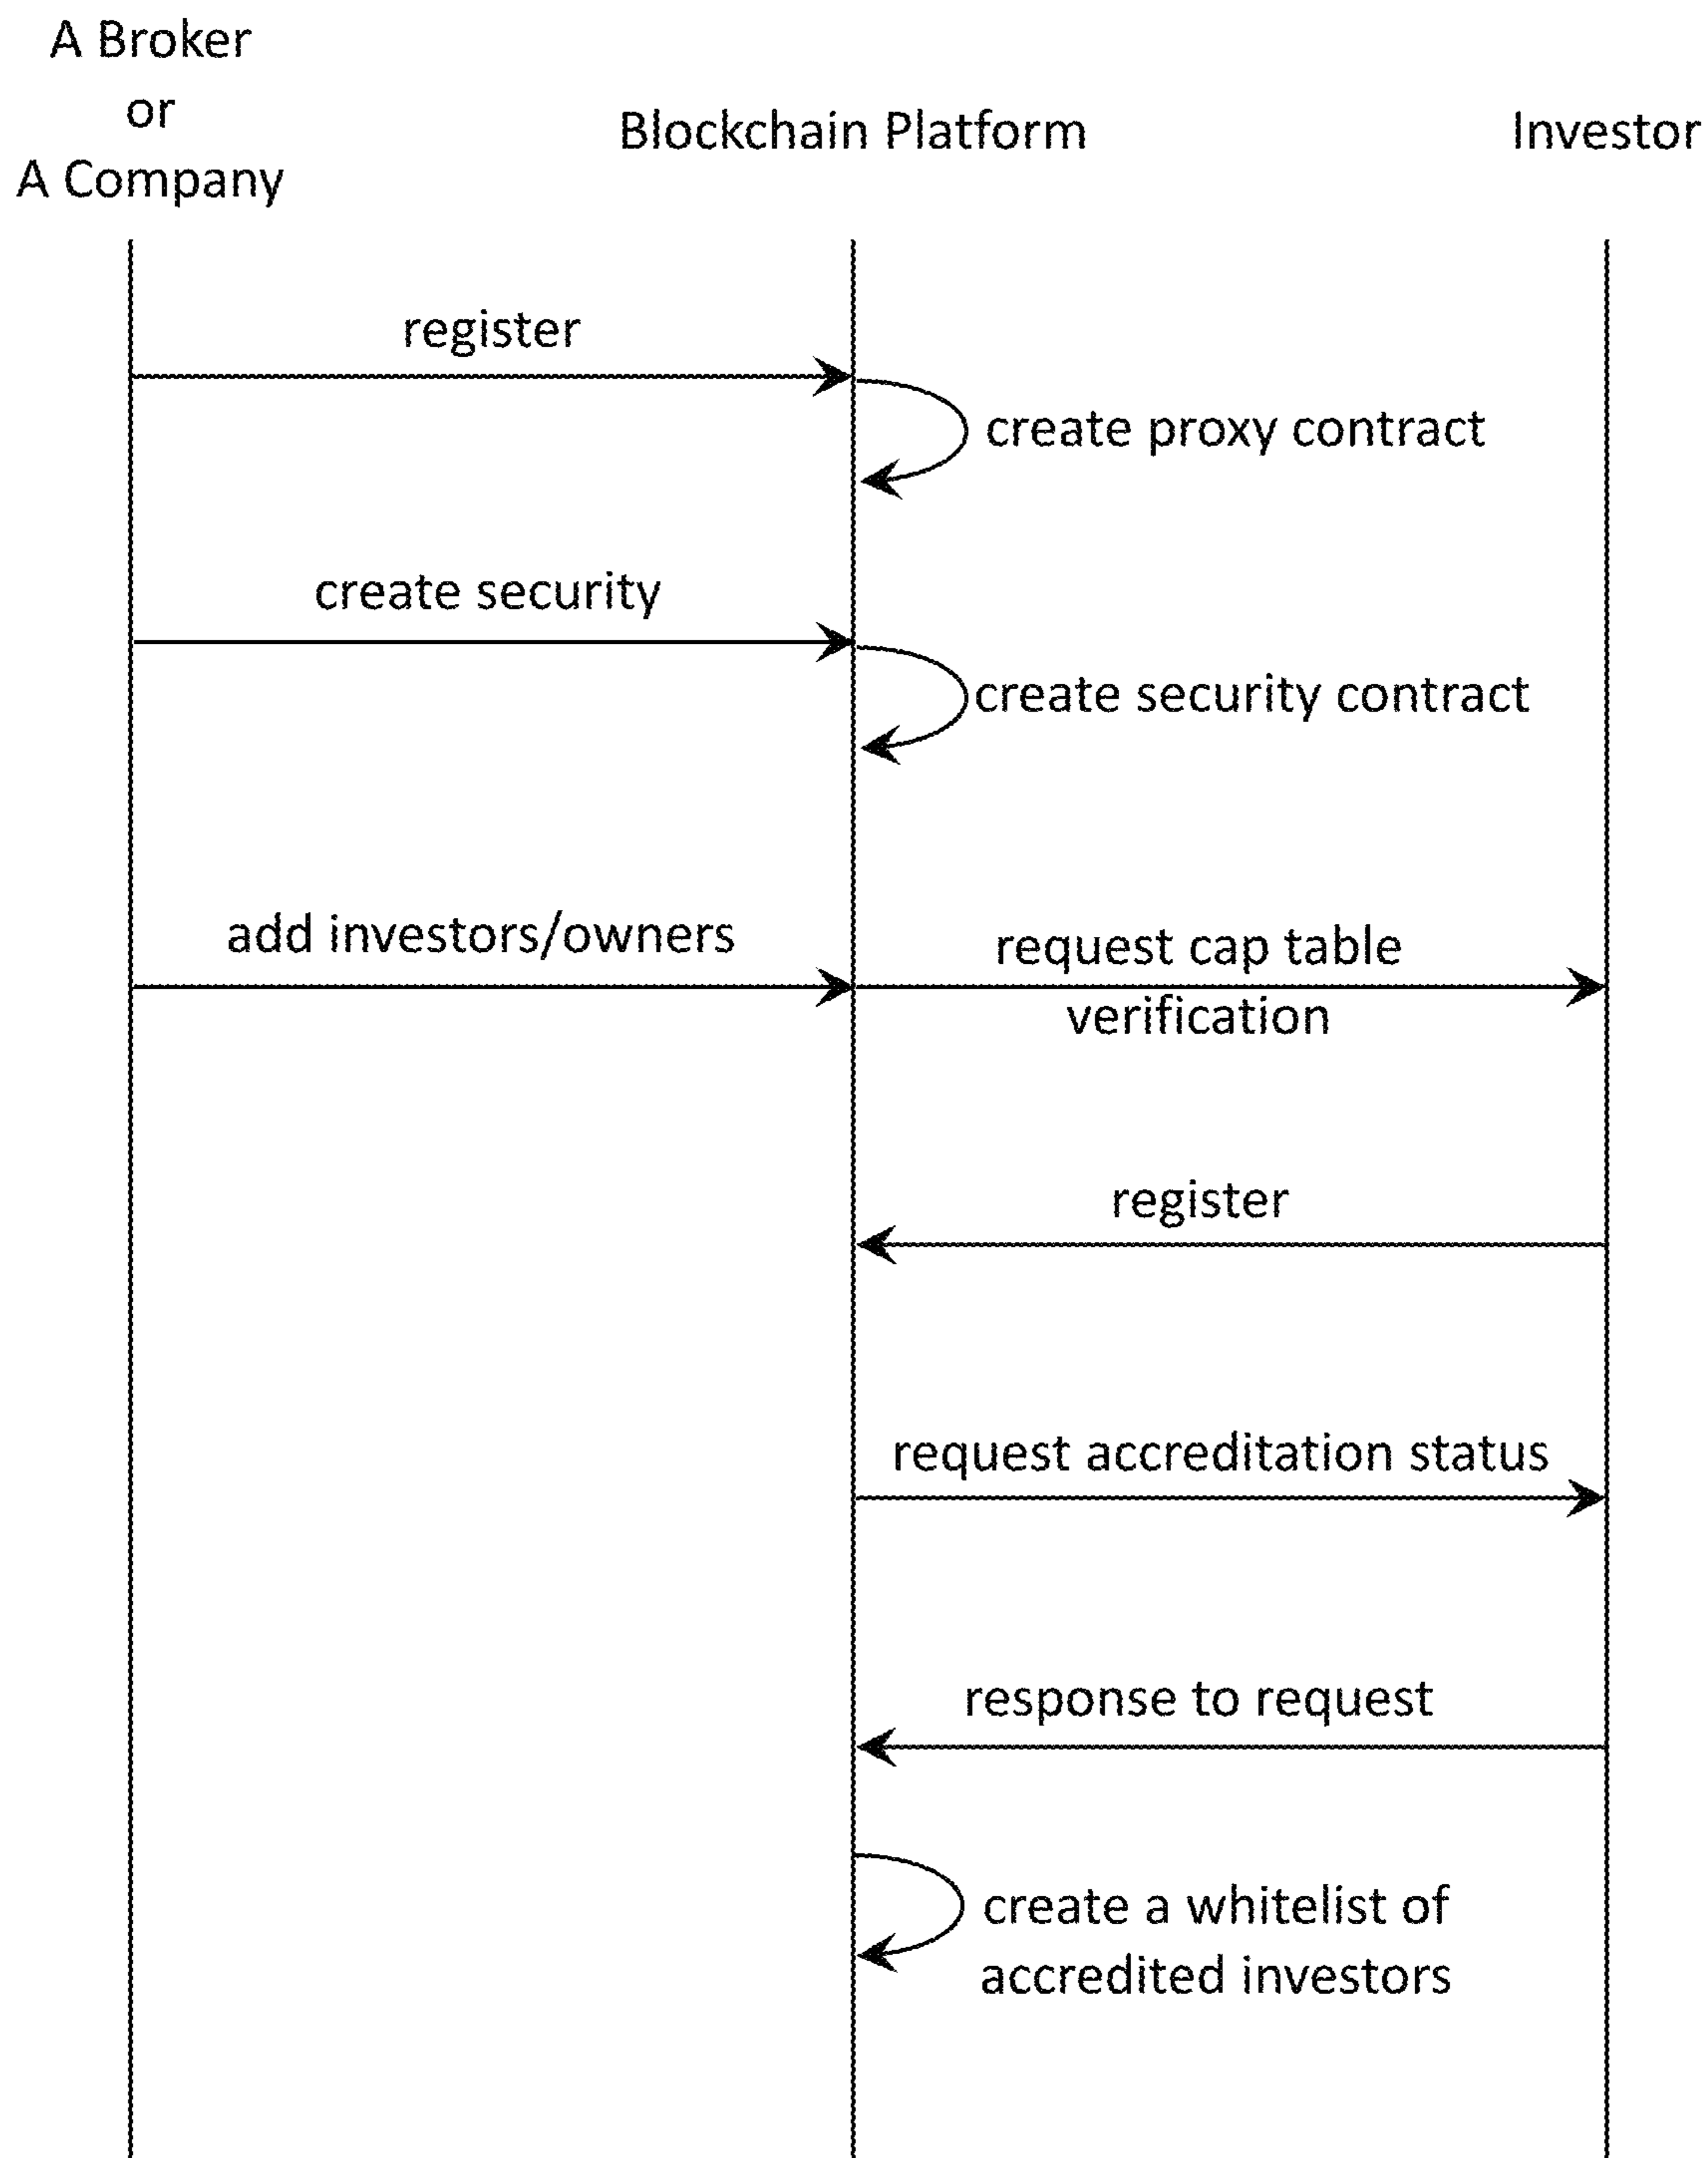 A Broker
or
A Company
Blockchain Platform
Investor
register
create proxy contract
create security
create security contract
add investors/owners
request cap table
verification
register
request accreditation status
response to request
create a whitelist of
accredited investors